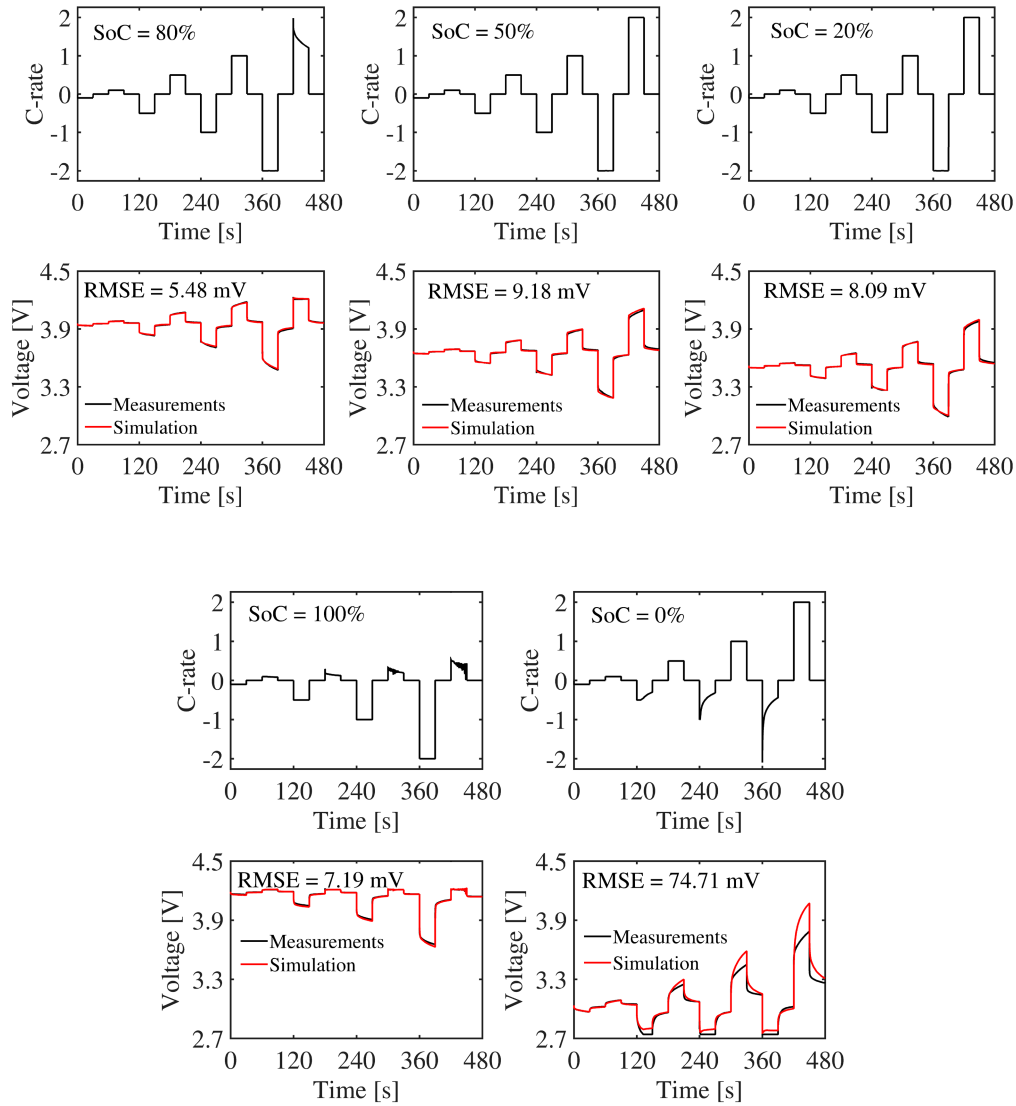 SoC = 80%
2
1
0
-1
-2
C-rate
0 120 240 360 480
Time [s]
SoC = 50%
2
1
0
-1
-2
C-rate
0 120 240 360 480
Time [s]
SoC = 20%
2
1
0
-1
-2
C-rate
0 120 240 360 480
Time [s]
RMSE = 5.48 mV
4.5
3.9
3.3
2.7
Voltage [V]
Measurements
Simulation
0 120 240 360 480
Time [s]
RMSE = 9.18 mV
4.5
3.9
3.3
2.7
Voltage [V]
Measurements
Simulation
0 120 240 360 480
Time [s]
RMSE = 8.09 mV
4.5
3.9
3.3
2.7
Voltage [V]
Measurements
Simulation
0 120 240 360 480
Time [s]
SoC = 100%
2
1
0
-1
-2
C-rate
0 120 240 360 480
Time [s]
SoC = 0%
2
1
0
-1
-2
C-rate
0 120 240 360 480
Time [s]
RMSE = 7.19 mV
4.5
3.9
3.3
2.7
Voltage [V]
Measurements
Simulation
0 120 240 360 480
Time [s]
RMSE = 74.71 mV
4.5
3.9
3.3
2.7
Voltage [V]
Measurements
Simulation
0 120 240 360 480
Time [s]